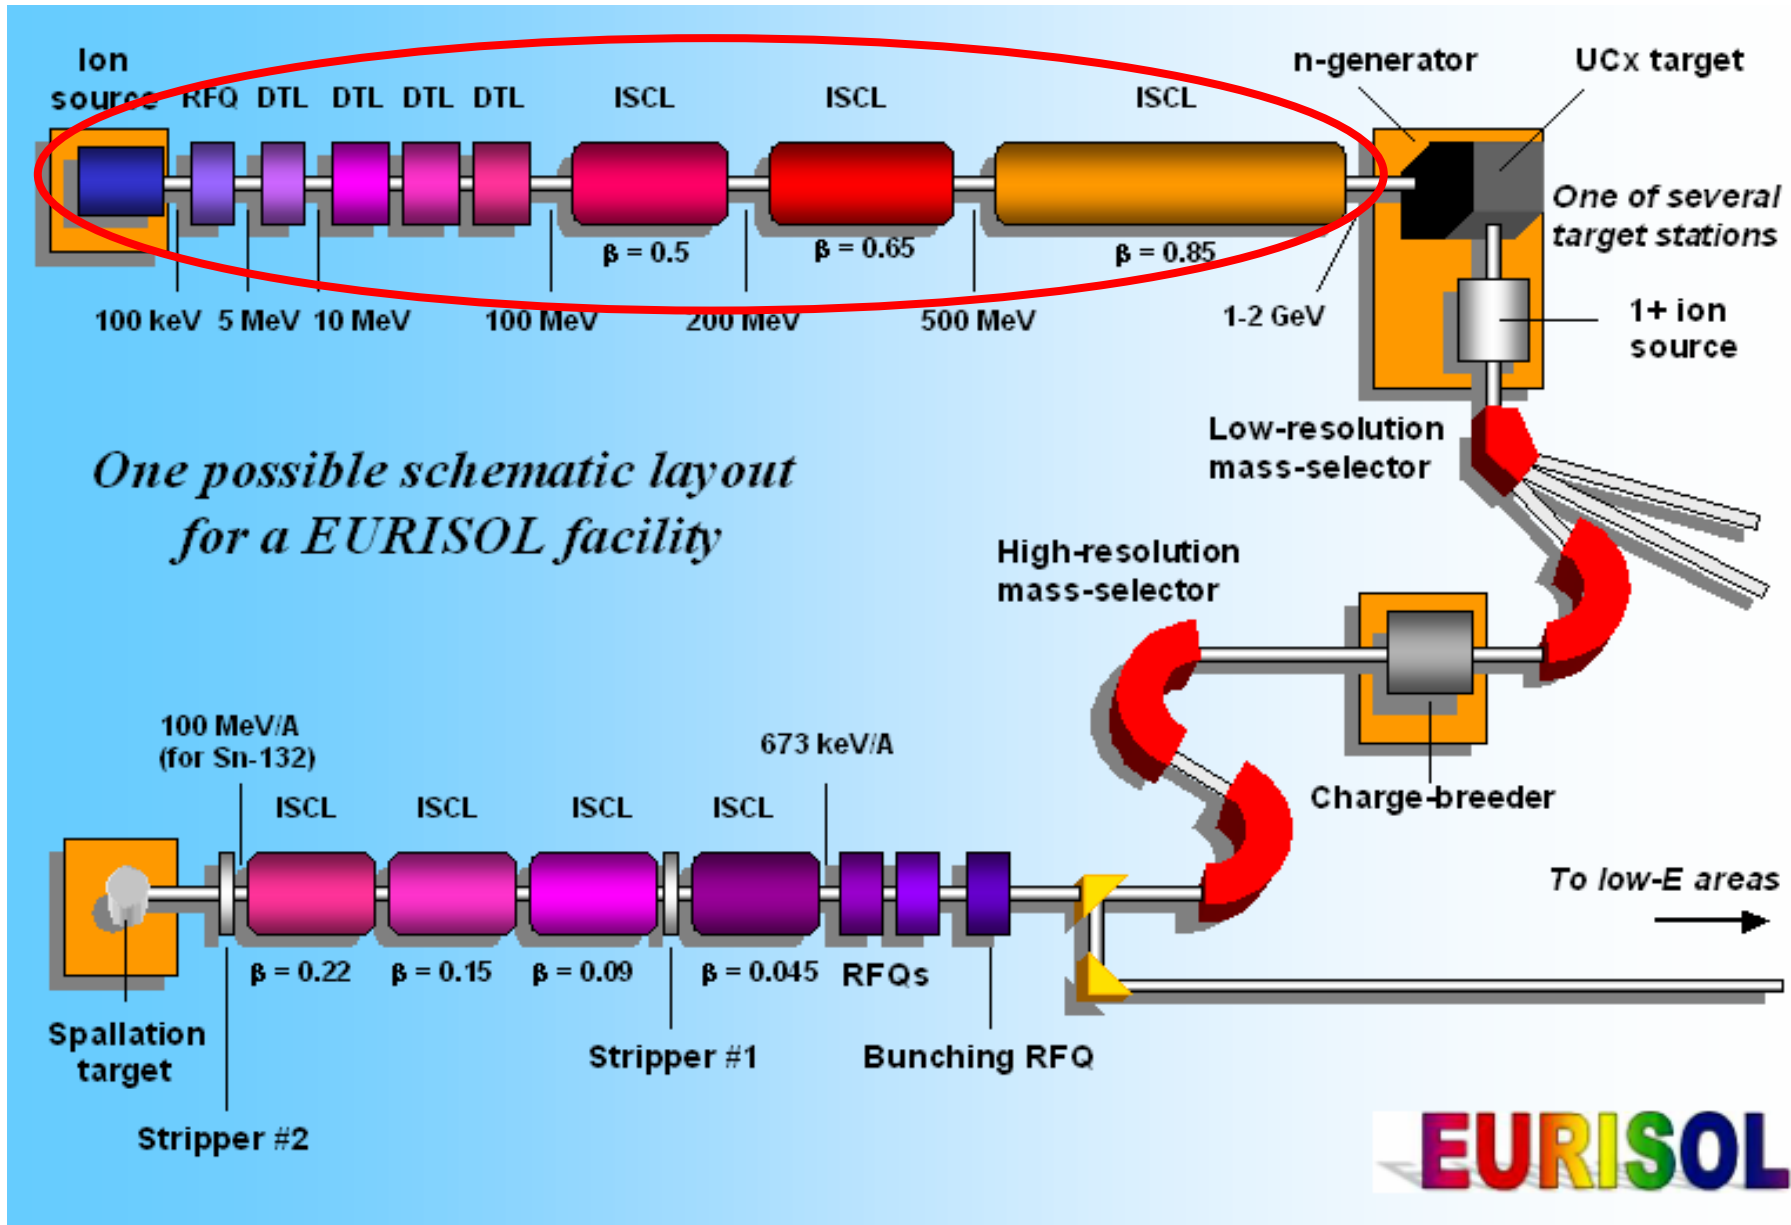 Ion
source
RFQ DTL DTL DTL DTL
ISCL ISCL ISCL
n-generator UCx target
β = 0.5 β = 0.65 β = 0.85
One of several
target stations
100 keV 5 MeV 10 MeV 100 MeV 200 MeV 500 MeV 1-2 GeV
1+ ion
source
Low-resolution
mass-selector
One possible schematic layout
for a EURISOL facility
High-resolution
mass-selector
Charge-breeder
100 MeV/A
(for Sn-132)
673 keV/A
ISCL ISCL ISCL ISCL
To low-E areas
β = 0.22 β = 0.15 β = 0.09 β = 0.045 RFQs
Spallation
target
Stripper #1 Bunching RFQ
Stripper #2
EURISOL